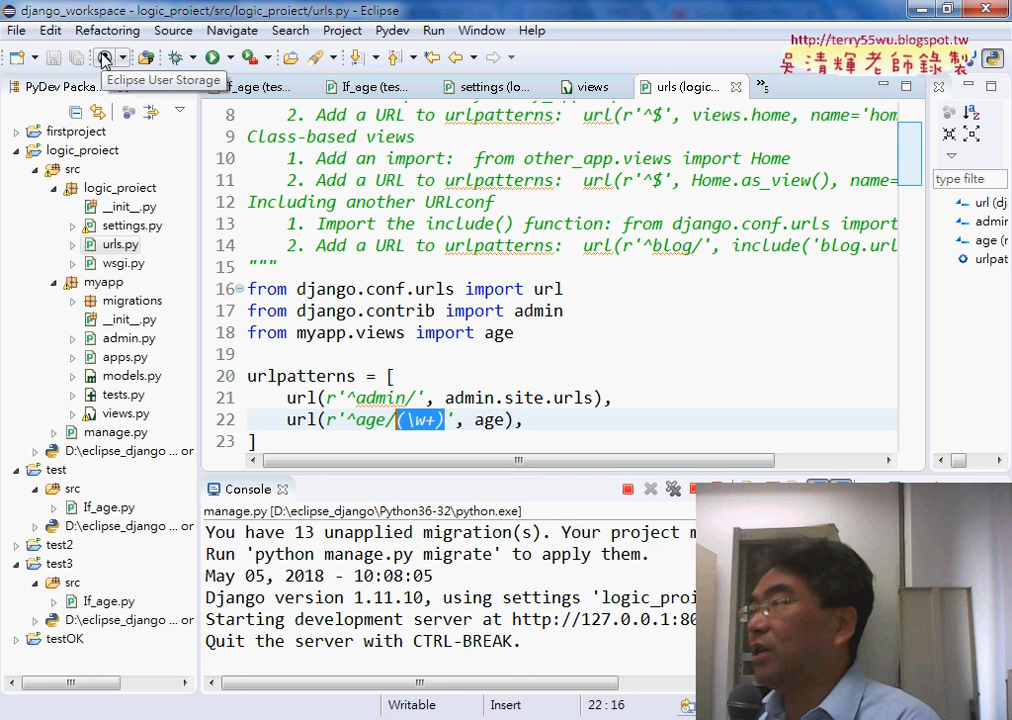 django_workspace - logic_proiect/src/logic_proiect/urls.py - Eclipse
File Edit Refactoring Source Navigate Search Project Pydev Run Window Help
http://terry55wu.blogspot.tw
吳清輝老師錄製
Eclipse User Storage
PyDev Packa...
If_age (tes...
If_age (tes...
settings (lo...
views
urls (logic...
»5
firstproject
logic_proiect
src
logic_proiect
__init__.py
settings.py
urls.py
wsgi.py
myapp
migrations
__init__.py
admin.py
apps.py
models.py
tests.py
views.py
manage.py
D:\eclipse_django ... or
test
src
If_age.py
D:\eclipse_django ... or
test2
test3
src
If_age.py
D:\eclipse_django ... or
testOK
8 2. Add a URL to urlpatterns: url(r'^$', views.home, name='hom
9 Class-based views
10 1. Add an import: from other_app.views import Home
11 2. Add a URL to urlpatterns: url(r'^$', Home.as_view(), name=
12 Including another URLconf
13 1. Import the include() function: from django.conf.urls import
14 2. Add a URL to urlpatterns: url(r'^blog/', include('blog.url
15 """
16 from django.conf.urls import url
17 from django.contrib import admin
18 from myapp.views import age
19
20 urlpatterns = [
21 url(r'^admin/', admin.site.urls),
22 url(r'^age/(\w+)', age),
23 ]
type filte
url (dj
admir
age (r
urlpat
Console
manage.py [D:\eclipse_django\Python36-32\python.exe]
You have 13 unapplied migration(s). Your project m
Run 'python manage.py migrate' to apply them.
May 05, 2018 - 10:08:05
Django version 1.11.10, using settings 'logic_proi
Starting development server at http://127.0.0.1:80
Quit the server with CTRL-BREAK.
Writable Insert 22 : 16